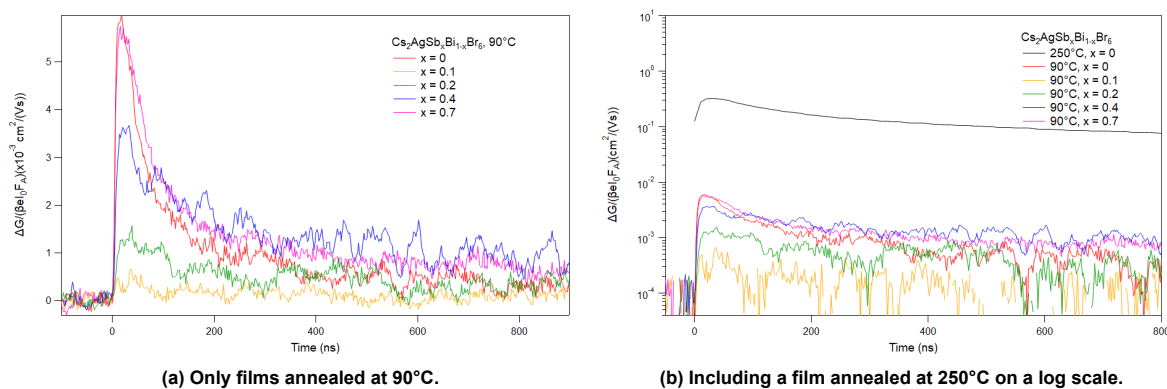 Cs₂AgSbₓBi₁₋ₓBr₆, 90°C
x = 0
x = 0.1
x = 0.2
x = 0.4
x = 0.7
ΔG/(βeI₀F_A)(x10⁻³ cm²/(Vs))
5
4
3
2
1
0
0
200
400
600
800
Time (ns)
(a) Only films annealed at 90°C.
Cs₂AgSbₓBi₁₋ₓBr₆
250°C, x = 0
90°C, x = 0
90°C, x = 0.1
90°C, x = 0.2
90°C, x = 0.4
90°C, x = 0.7
ΔG/(βeI₀F_A)(cm²/(Vs))
10¹
10⁰
10⁻¹
10⁻²
10⁻³
10⁻⁴
0
200
400
600
800
Time (ns)
(b) Including a film annealed at 250°C on a log scale.